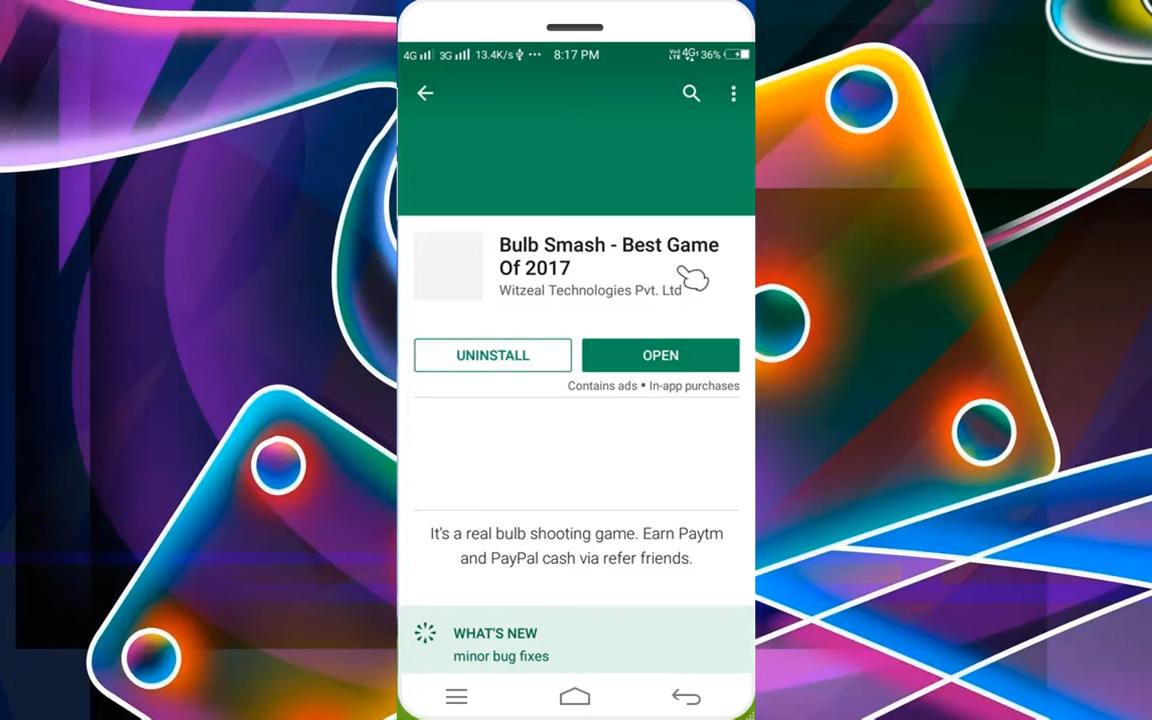 4G 3G 13.4K/s ··· 8:17 PM VoLTE 4G 36%
Bulb Smash - Best Game
Of 2017
Witzeal Technologies Pvt. Ltd
UNINSTALL OPEN
Contains ads • In-app purchases
It's a real bulb shooting game. Earn Paytm
and PayPal cash via refer friends.
WHAT'S NEW
minor bug fixes